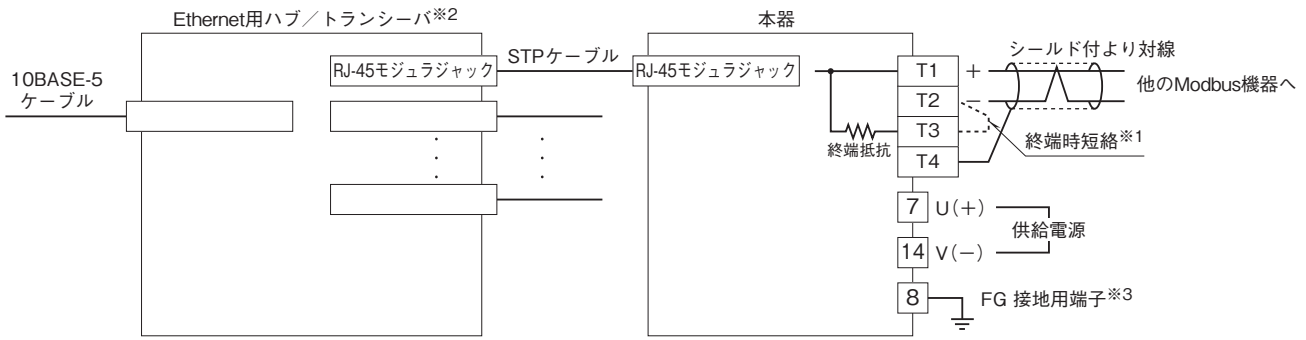 Ethernet用ハブ／トランシーバ※2
10BASE-5
ケーブル
RJ-45モジュラジャック
STPケーブル
本器
RJ-45モジュラジャック
終端抵抗
T1
T2
T3
T4
＋
－
シールド付より対線
他のModbus機器へ
終端時短絡※1
7 U(＋)
供給電源
14 V(－)
8 FG 接地用端子※3